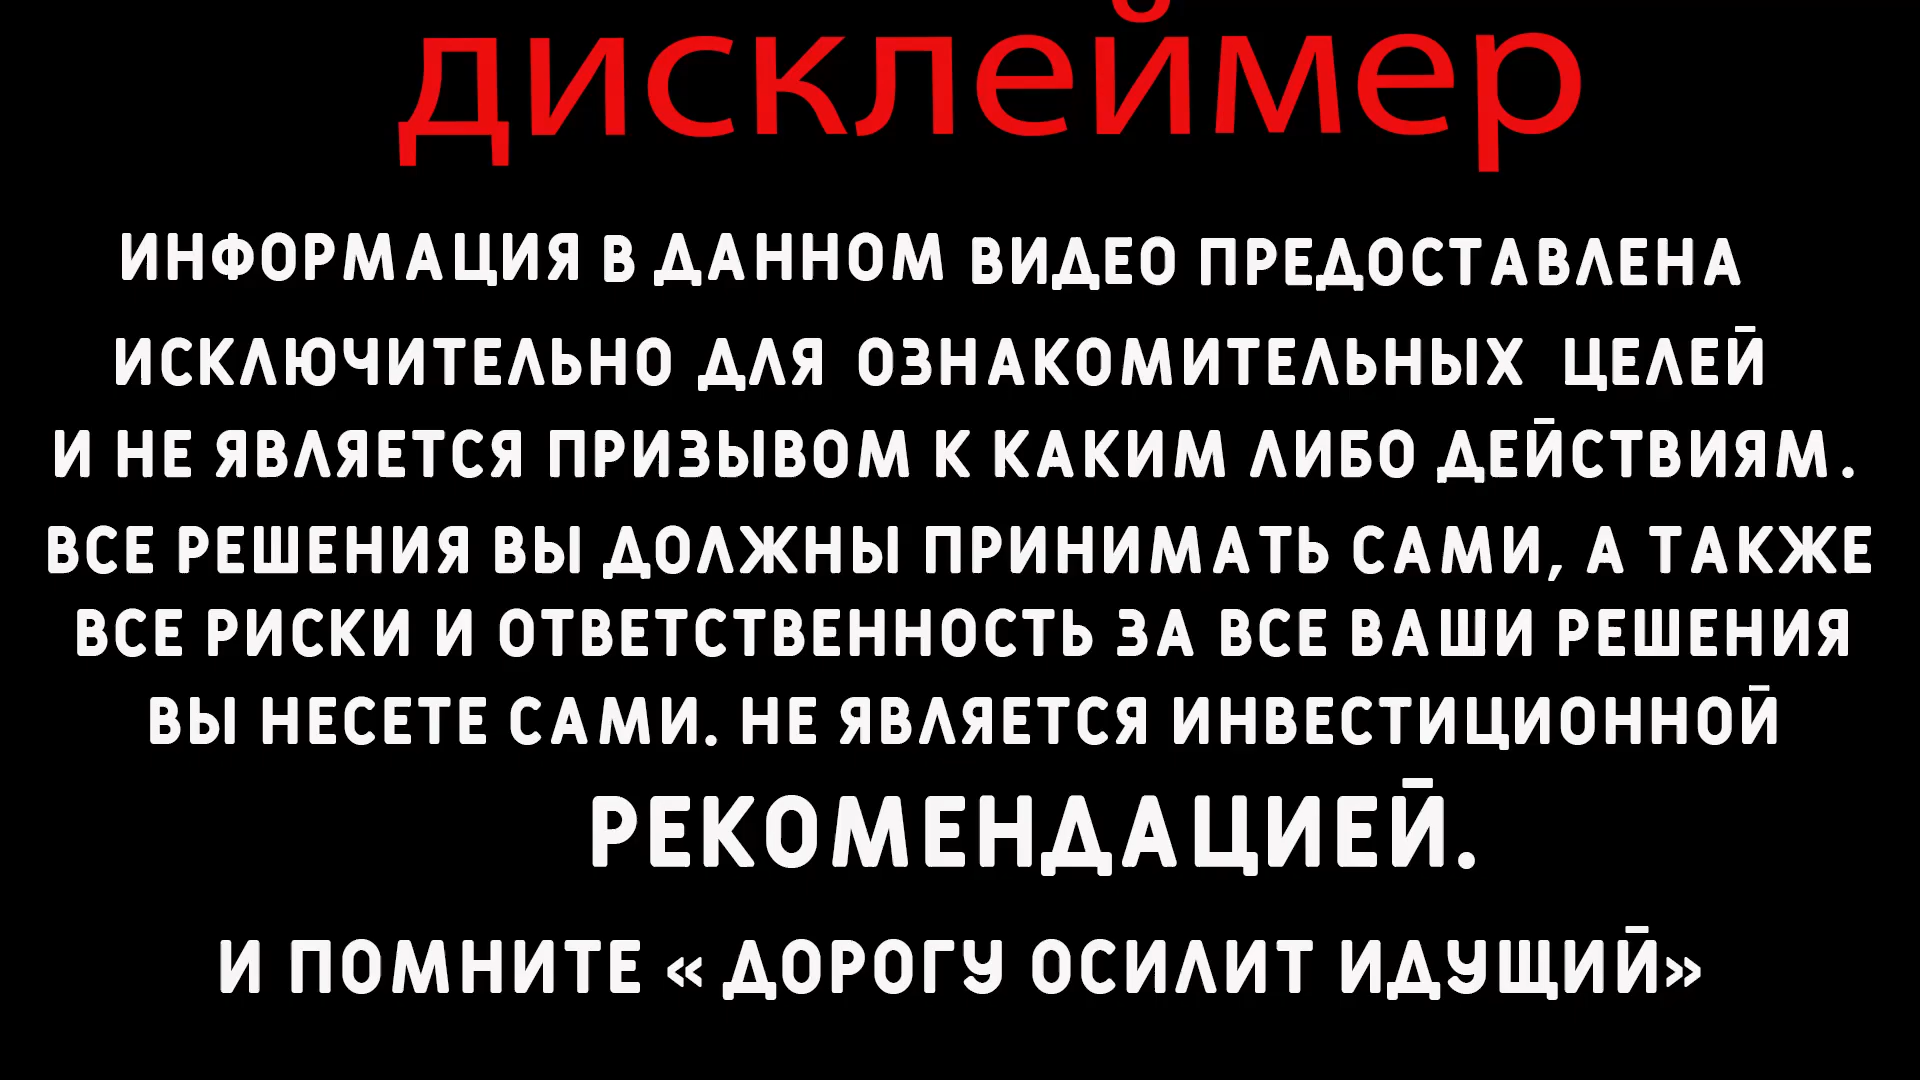 дисклеймер
ИНФОРМАЦИЯ В ДАННОМ ВИДЕО ПРЕДОСТАВЛЕНА
ИСКЛЮЧИТЕЛЬНО ДЛЯ ОЗНАКОМИТЕЛЬНЫХ ЦЕЛЕЙ
И НЕ ЯВЛЯЕТСЯ ПРИЗЫВОМ К КАКИМ ЛИБО ДЕЙСТВИЯМ.
ВСЕ РЕШЕНИЯ ВЫ ДОЛЖНЫ ПРИНИМАТЬ САМИ, А ТАКЖЕ
ВСЕ РИСКИ И ОТВЕТСТВЕННОСТЬ ЗА ВСЕ ВАШИ РЕШЕНИЯ
ВЫ НЕСЕТЕ САМИ. НЕ ЯВЛЯЕТСЯ ИНВЕСТИЦИОННОЙ
РЕКОМЕНДАЦИЕЙ.
И ПОМНИТЕ « ДОРОГУ ОСИЛИТ ИДУЩИЙ»